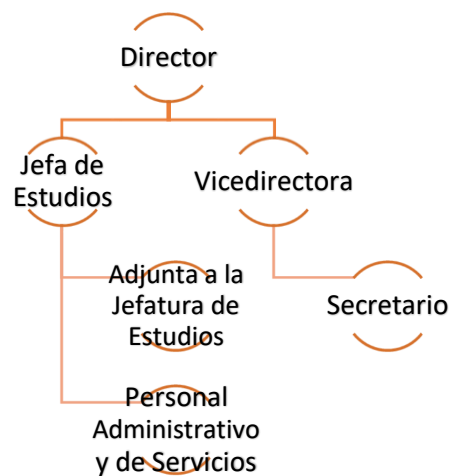 Director
Jefa de
Estudios
Vicedirectora
Adjunta a la
Jefatura de
Estudios
Secretario
Personal
Administrativo
y de Servicios